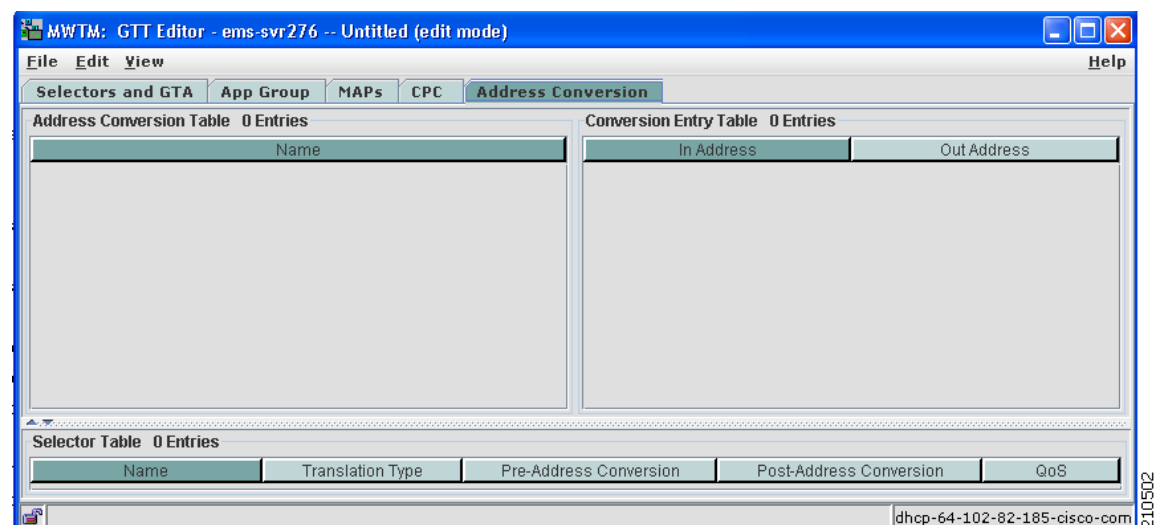 MWTM: GTT Editor - ems-svr276 -- Untitled (edit mode)
File Edit View Help
Selectors and GTA App Group MAPs CPC Address Conversion
Address Conversion Table 0 Entries Conversion Entry Table 0 Entries
Name In Address Out Address
Selector Table 0 Entries
Name Translation Type Pre-Address Conversion Post-Address Conversion QoS
dhcp-64-102-82-185-cisco-com
210502